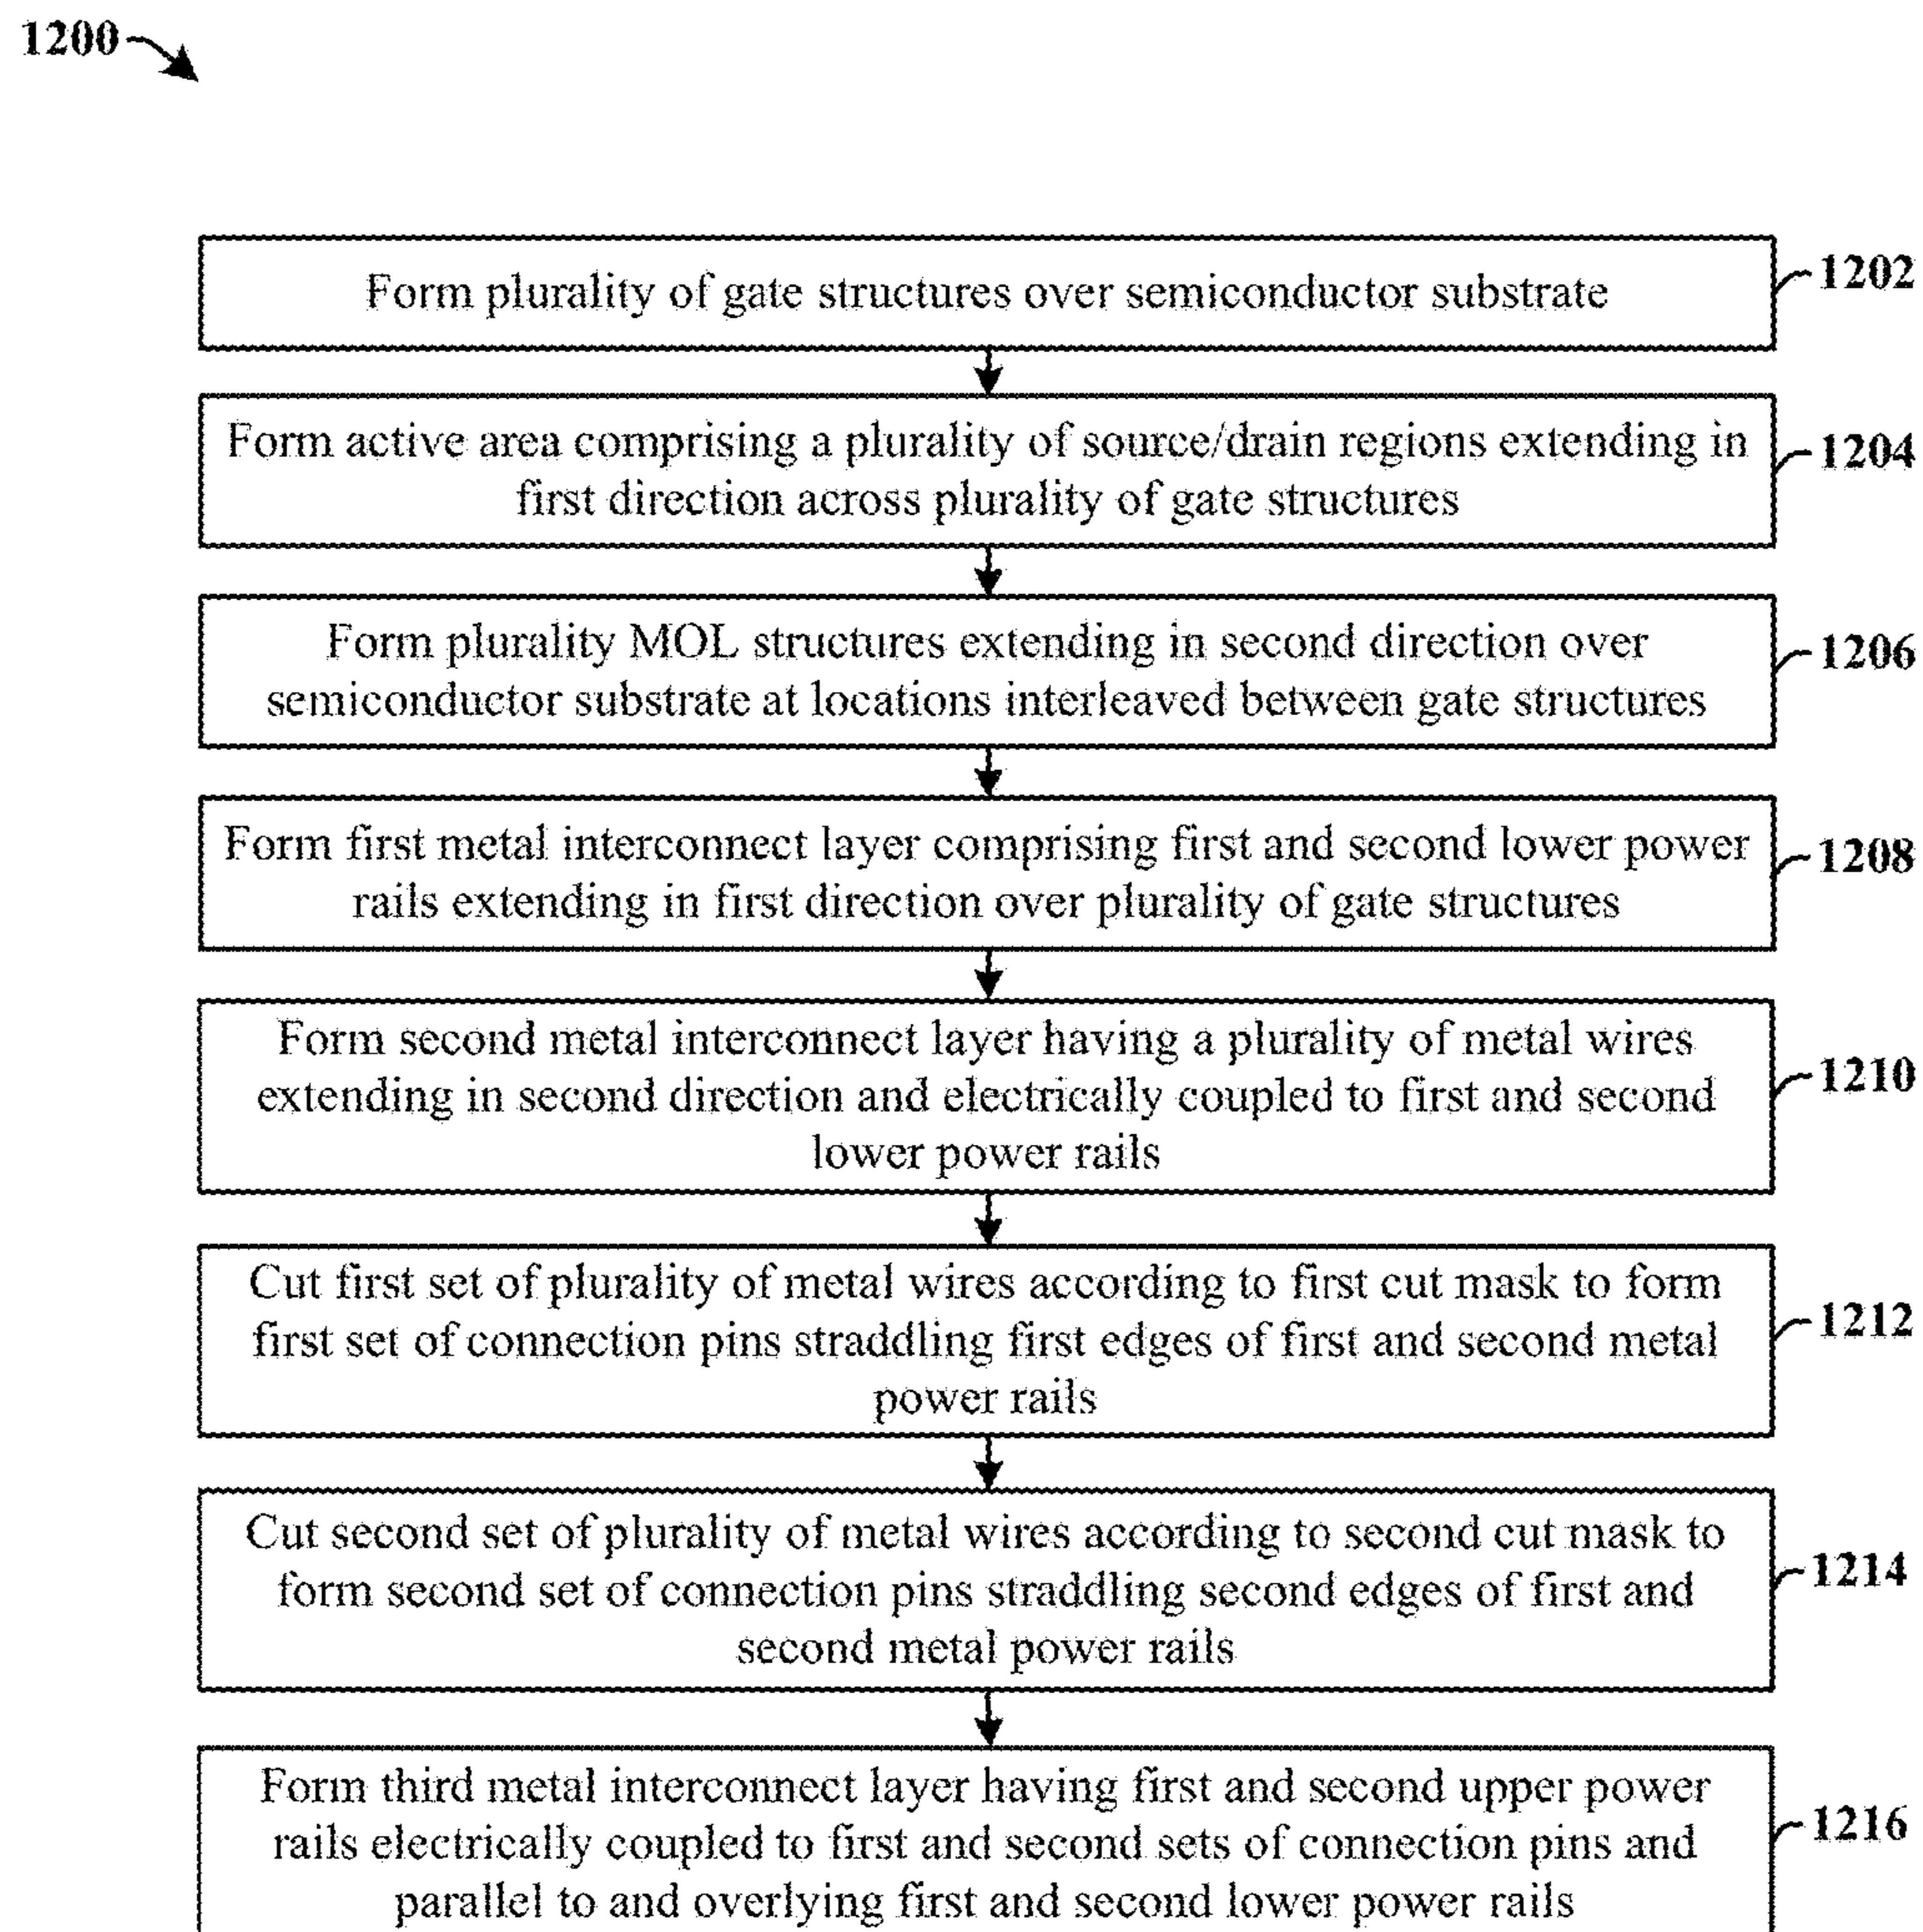 1200
Form plurality of gate structures over semiconductor substrate
1202
Form active area comprising a plurality of source/drain regions extending in
first direction across plurality of gate structures
1204
Form plurality MOL structures extending in second direction over
semiconductor substrate at locations interleaved between gate structures
1206
Form first metal interconnect layer comprising first and second lower power
rails extending in first direction over plurality of gate structures
1208
Form second metal interconnect layer having a plurality of metal wires
extending in second direction and electrically coupled to first and second
lower power rails
1210
Cut first set of plurality of metal wires according to first cut mask to form
first set of connection pins straddling first edges of first and second metal
power rails
1212
Cut second set of plurality of metal wires according to second cut mask to
form second set of connection pins straddling second edges of first and
second metal power rails
1214
Form third metal interconnect layer having first and second upper power
rails electrically coupled to first and second sets of connection pins and
parallel to and overlying first and second lower power rails
1216